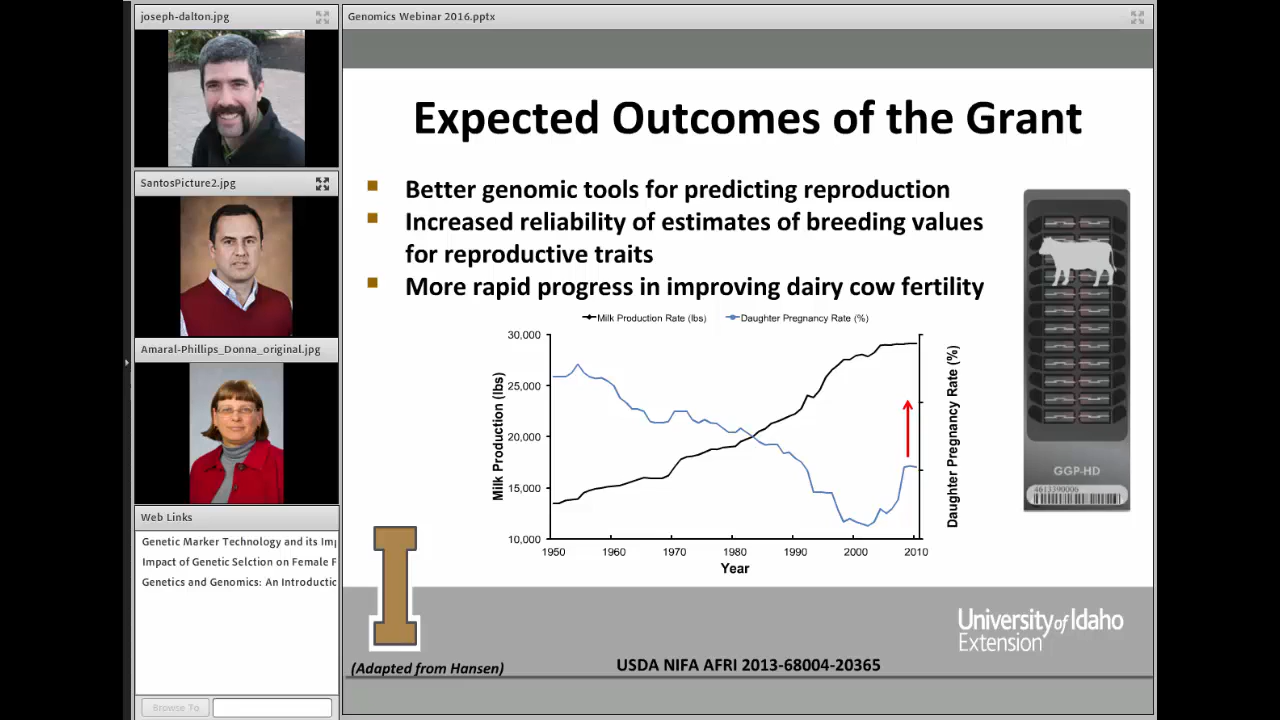 joseph-dalton.jpg
SantosPicture2.jpg
Amaral-Phillips_Donna_original.jpg
Web Links
Genetic Marker Technology and its Imp
Impact of Genetic Selction on Female F
Genetics and Genomics: An Introductio
Browse To
Genomics Webinar 2016.pptx
Expected Outcomes of the Grant
Better genomic tools for predicting reproduction
Increased reliability of estimates of breeding values
for reproductive traits
More rapid progress in improving dairy cow fertility
Milk Production Rate (lbs) Daughter Pregnancy Rate (%)
Milk Production (lbs)
30,000
25,000
20,000
15,000
10,000
1950 1960 1970 1980 1990 2000 2010
Year
Daughter Pregnancy Rate (%)
GGP-HD
I
(Adapted from Hansen)
USDA NIFA AFRI 2013-68004-20365
University of Idaho
Extension